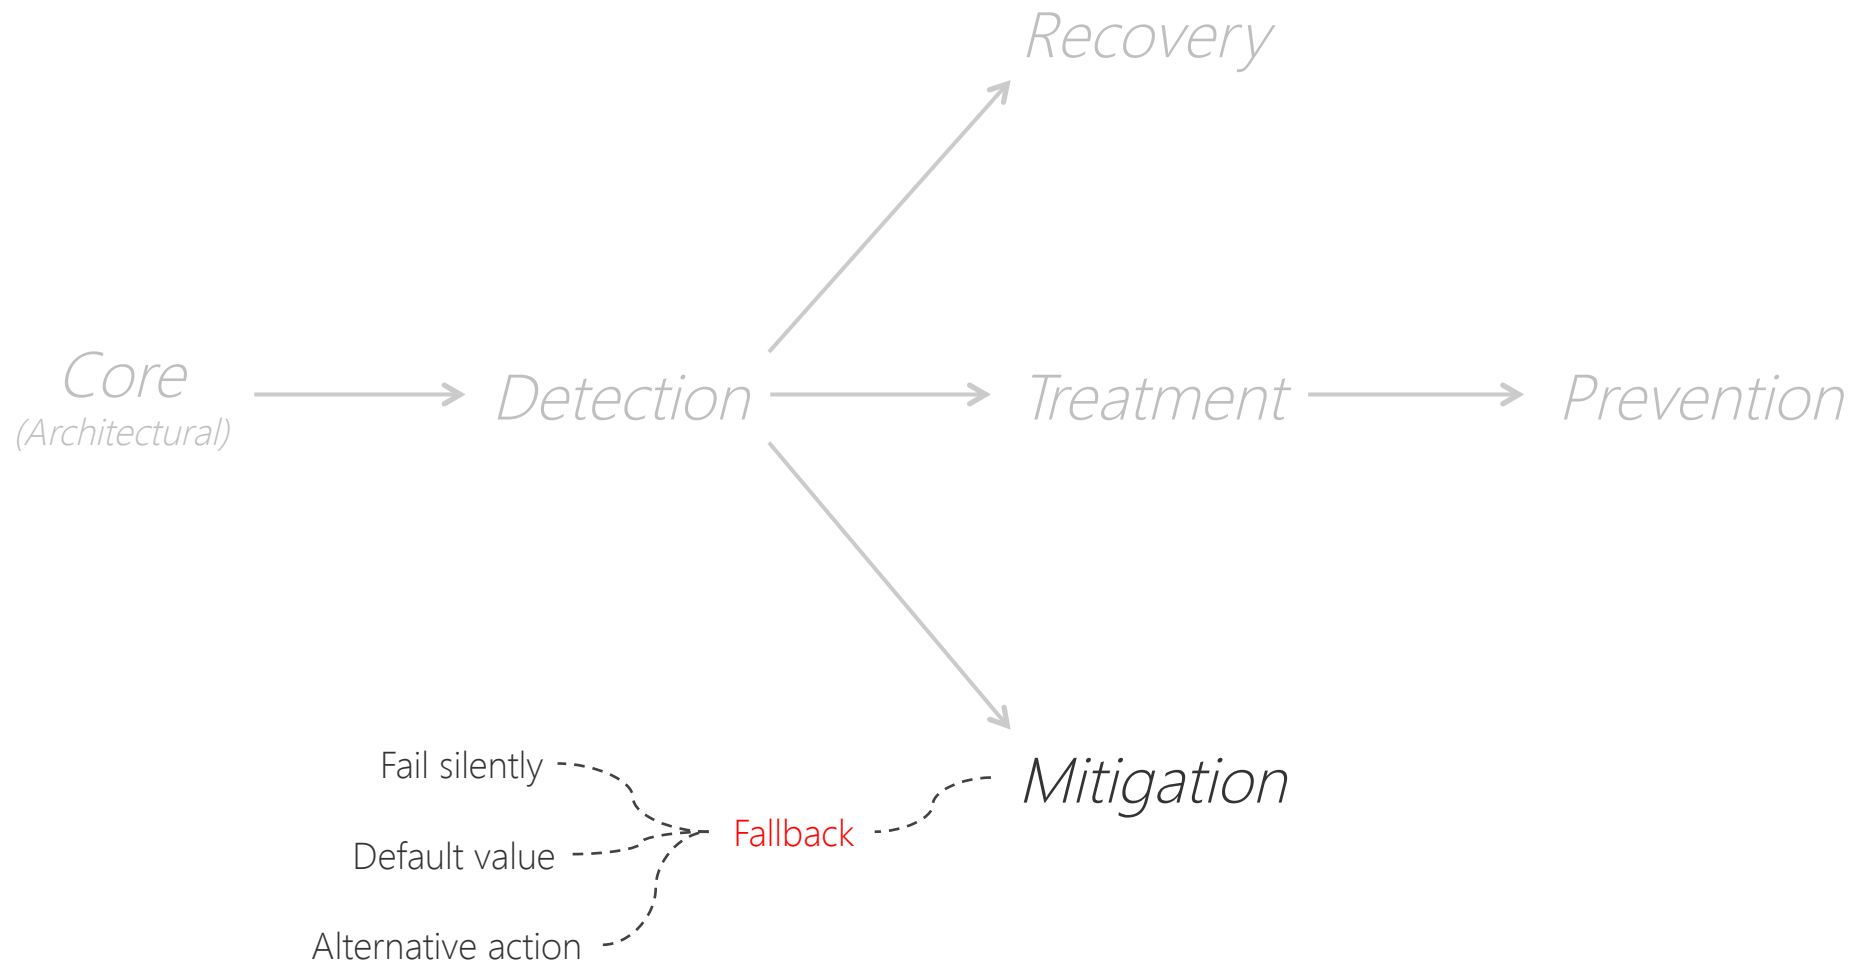 Recovery
Core
(Architectural)
Detection
Treatment
Prevention
Mitigation
Fail silently
Fallback
Default value
Alternative action